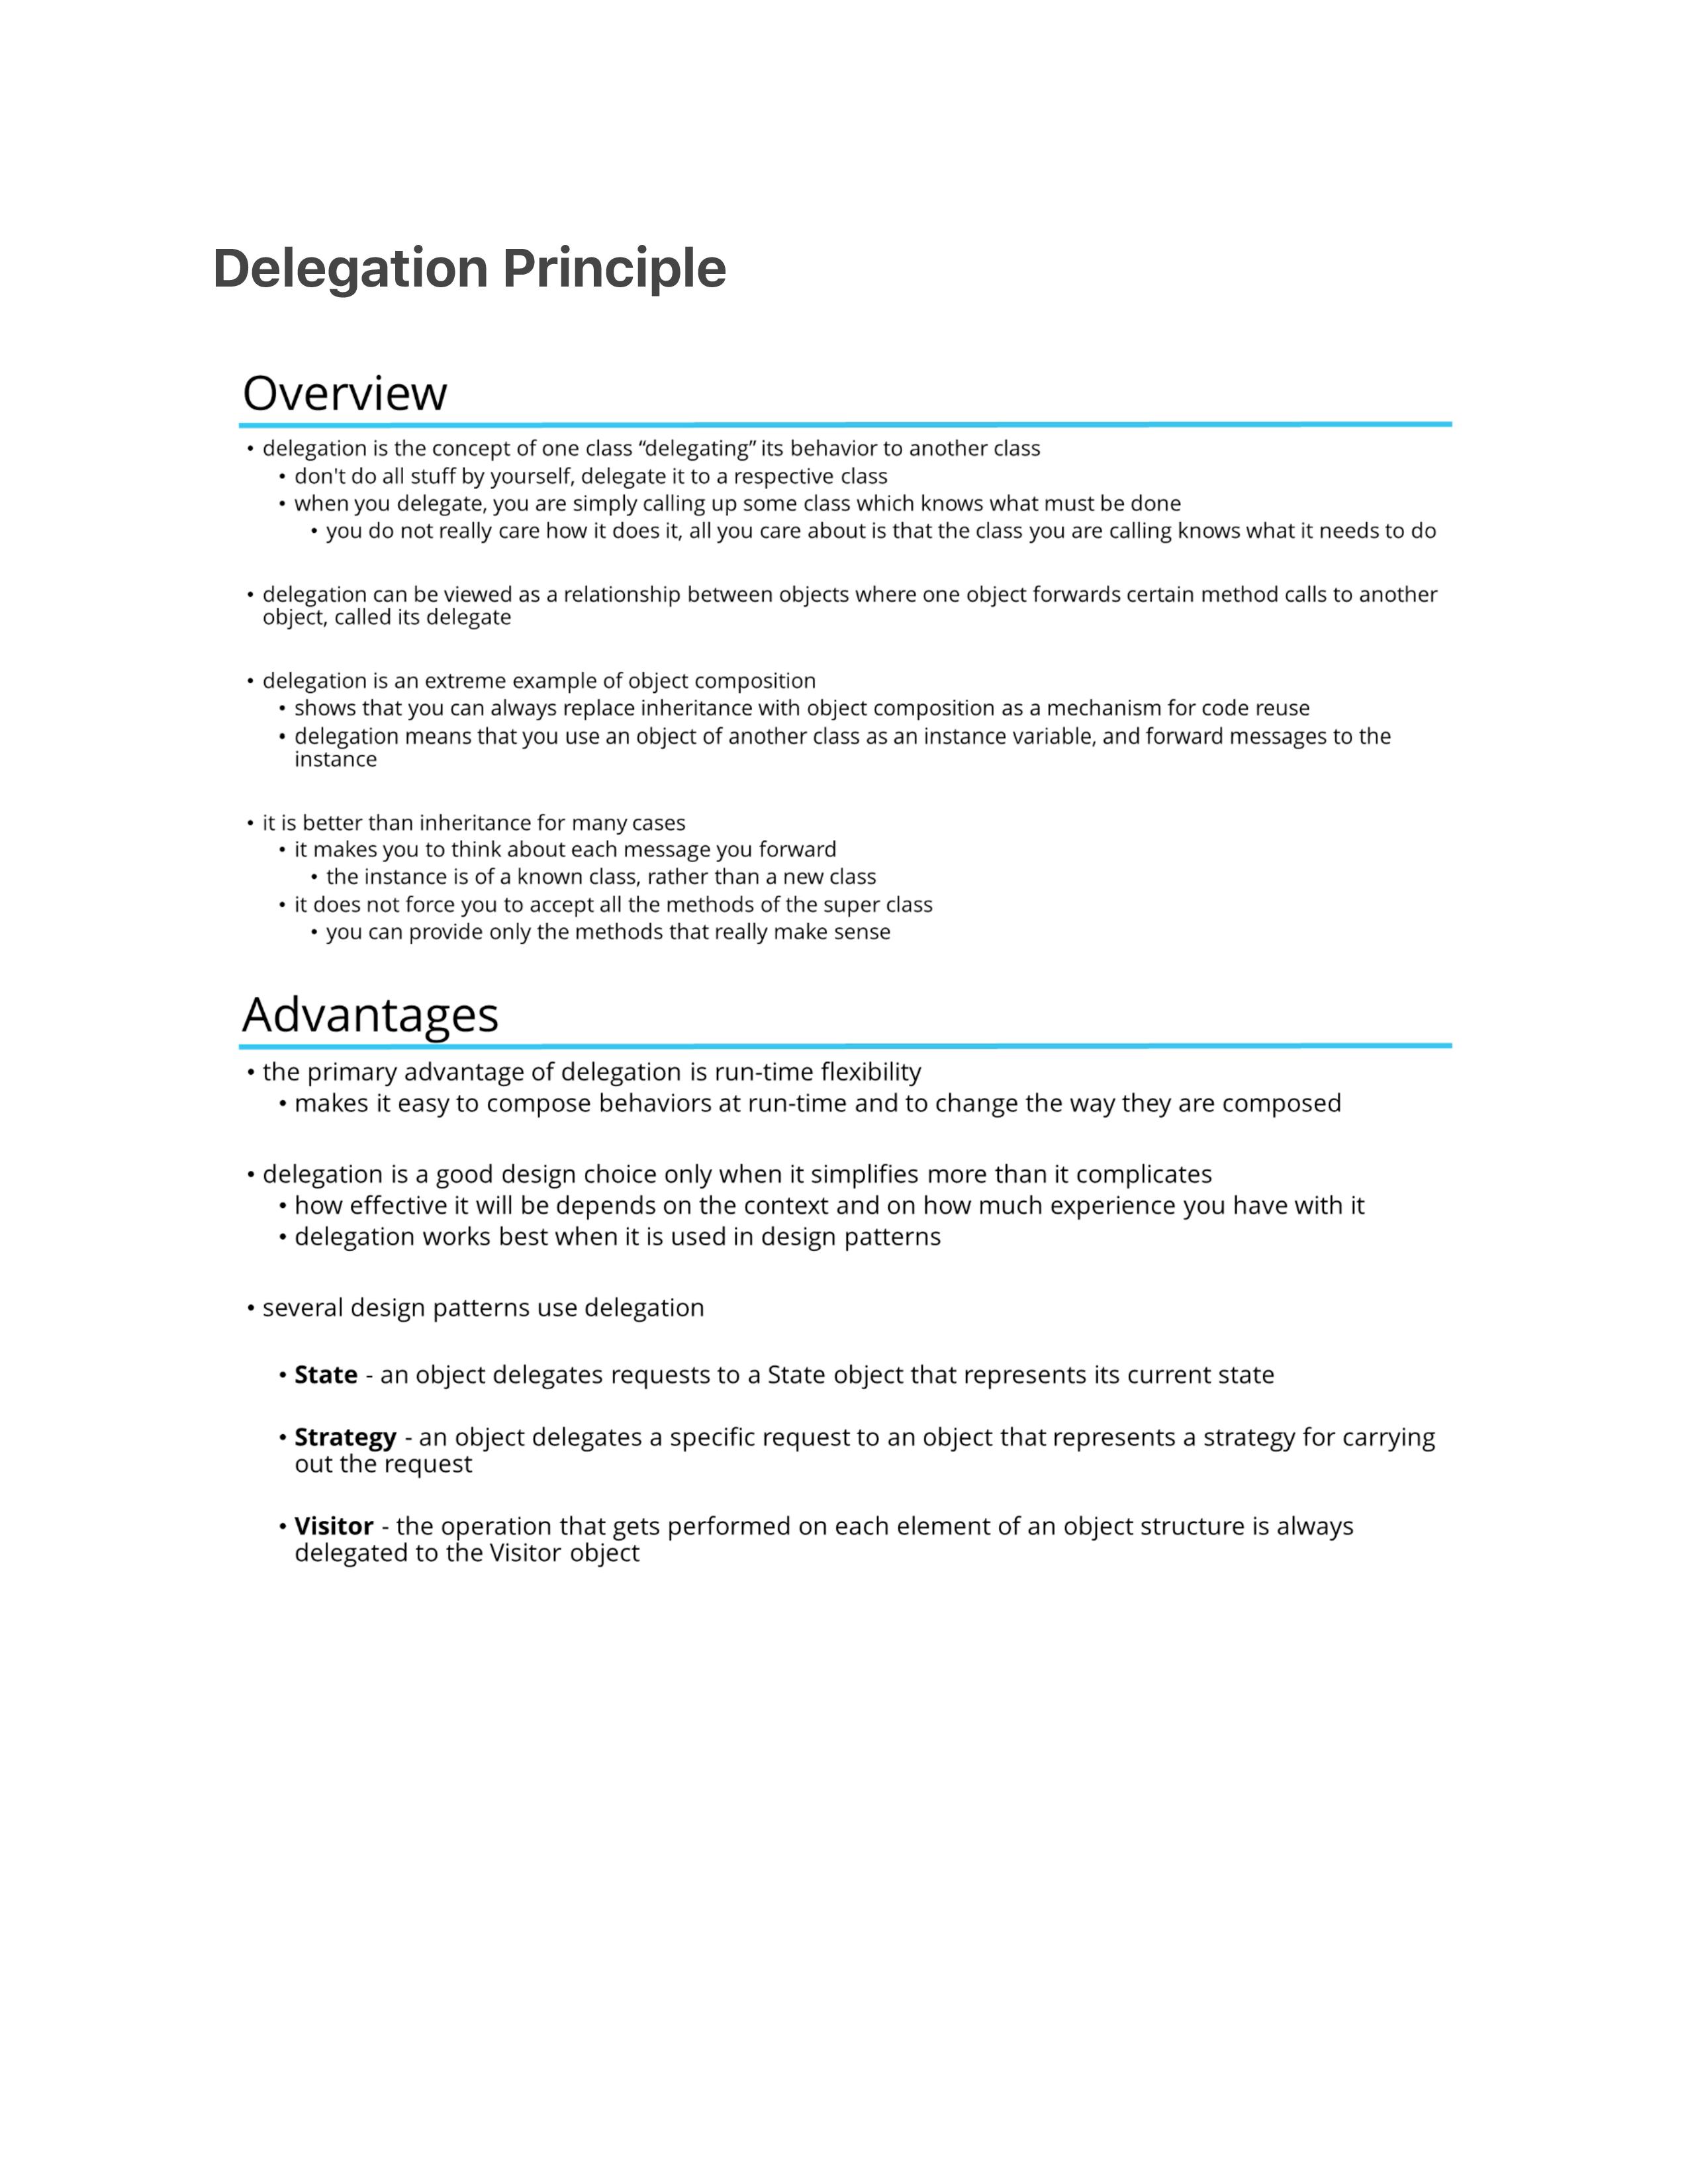 Delegation Principle
Overview
• delegation is the concept of one class “delegating” its behavior to another class
• don't do all stuff by yourself, delegate it to a respective class
• when you delegate, you are simply calling up some class which knows what must be done
• you do not really care how it does it, all you care about is that the class you are calling knows what it needs to do
• delegation can be viewed as a relationship between objects where one object forwards certain method calls to another
object, called its delegate
• delegation is an extreme example of object composition
• shows that you can always replace inheritance with object composition as a mechanism for code reuse
• delegation means that you use an object of another class as an instance variable, and forward messages to the
instance
• it is better than inheritance for many cases
• it makes you to think about each message you forward
• the instance is of a known class, rather than a new class
• it does not force you to accept all the methods of the super class
• you can provide only the methods that really make sense
Advantages
• the primary advantage of delegation is run-time flexibility
• makes it easy to compose behaviors at run-time and to change the way they are composed
• delegation is a good design choice only when it simplifies more than it complicates
• how effective it will be depends on the context and on how much experience you have with it
• delegation works best when it is used in design patterns
• several design patterns use delegation
• State - an object delegates requests to a State object that represents its current state
• Strategy - an object delegates a specific request to an object that represents a strategy for carrying
out the request
• Visitor - the operation that gets performed on each element of an object structure is always
delegated to the Visitor object